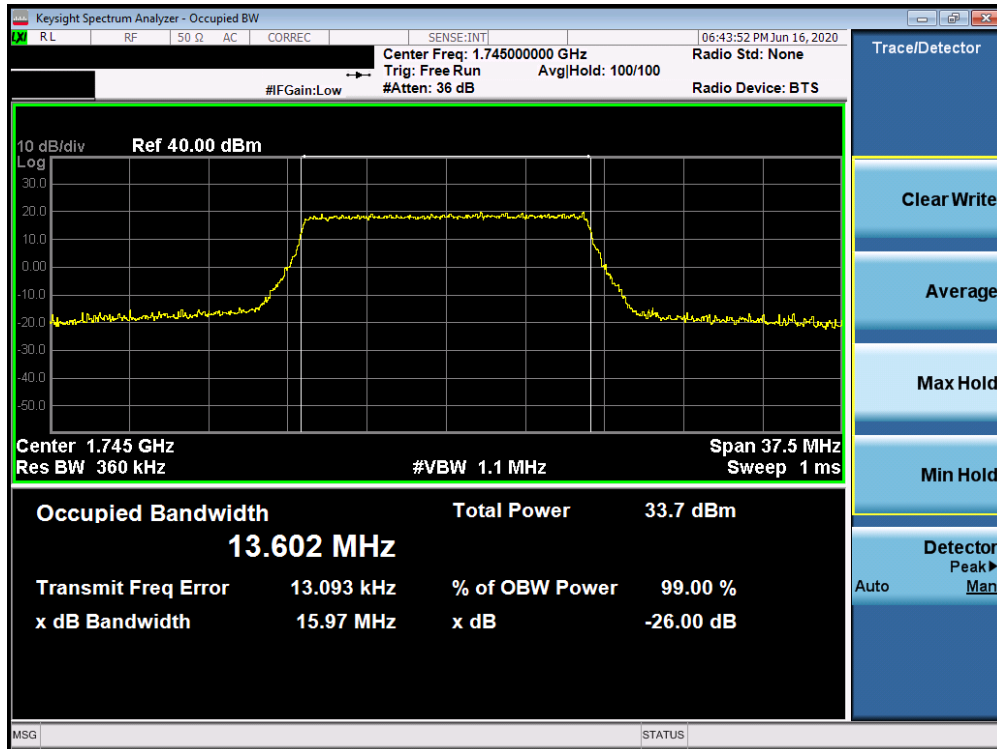 Keysight Spectrum Analyzer - Occupied BW
LXI RL RF 50 Ω AC CORREC SENSE:INT 06:43:52 PM Jun 16, 2020
Center Freq: 1.745000000 GHz Radio Std: None
Trig: Free Run Avg|Hold: 100/100
#IFGain:Low #Atten: 36 dB Radio Device: BTS
10 dB/div Ref 40.00 dBm
Log
30.0
20.0
10.0
0.00
-10.0
-20.0
-30.0
-40.0
-50.0
Center 1.745 GHz Span 37.5 MHz
Res BW 360 kHz #VBW 1.1 MHz Sweep 1 ms
Occupied Bandwidth Total Power 33.7 dBm
13.602 MHz
Transmit Freq Error 13.093 kHz % of OBW Power 99.00 %
x dB Bandwidth 15.97 MHz x dB -26.00 dB
MSG STATUS
Trace/Detector
Clear Write
Average
Max Hold
Min Hold
Detector
Peak▶
Auto Man